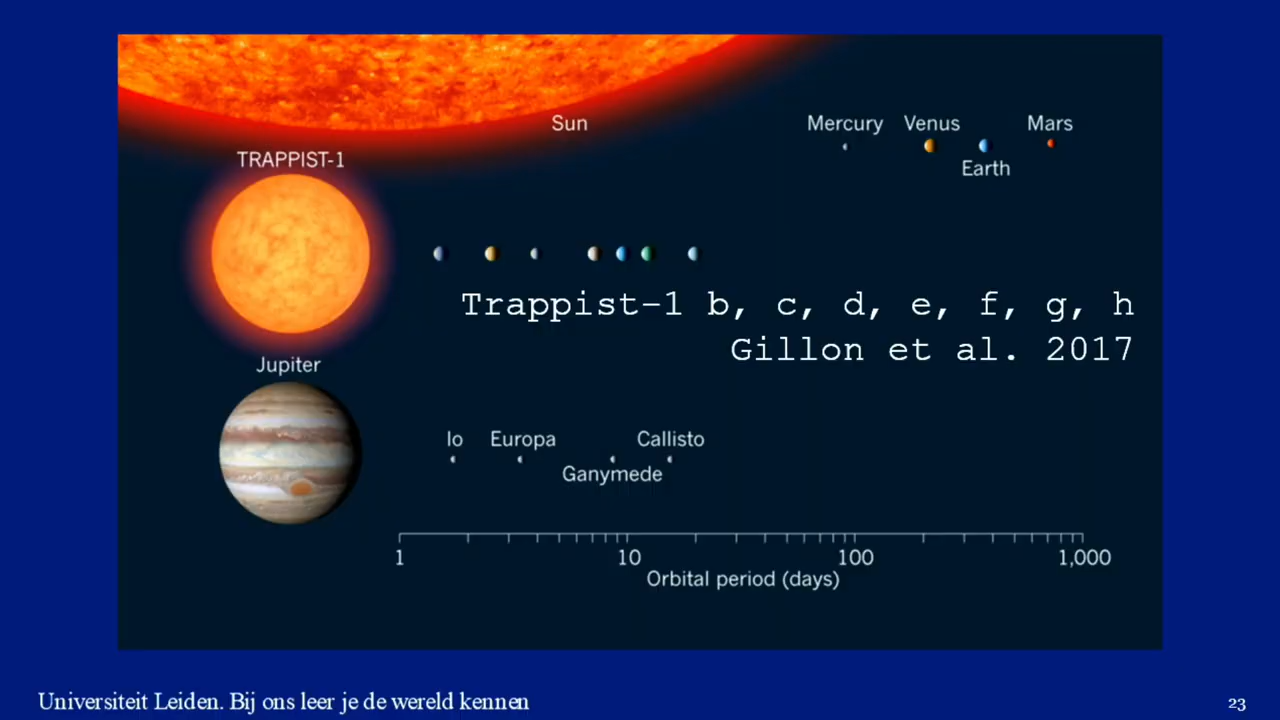 Sun
Mercury
Venus
Mars
Earth
TRAPPIST-1
Trappist-1 b, c, d, e, f, g, h
Gillon et al. 2017
Jupiter
Io
Europa
Callisto
Ganymede
1
10
100
1,000
Orbital period (days)
Universiteit Leiden. Bij ons leer je de wereld kennen
23